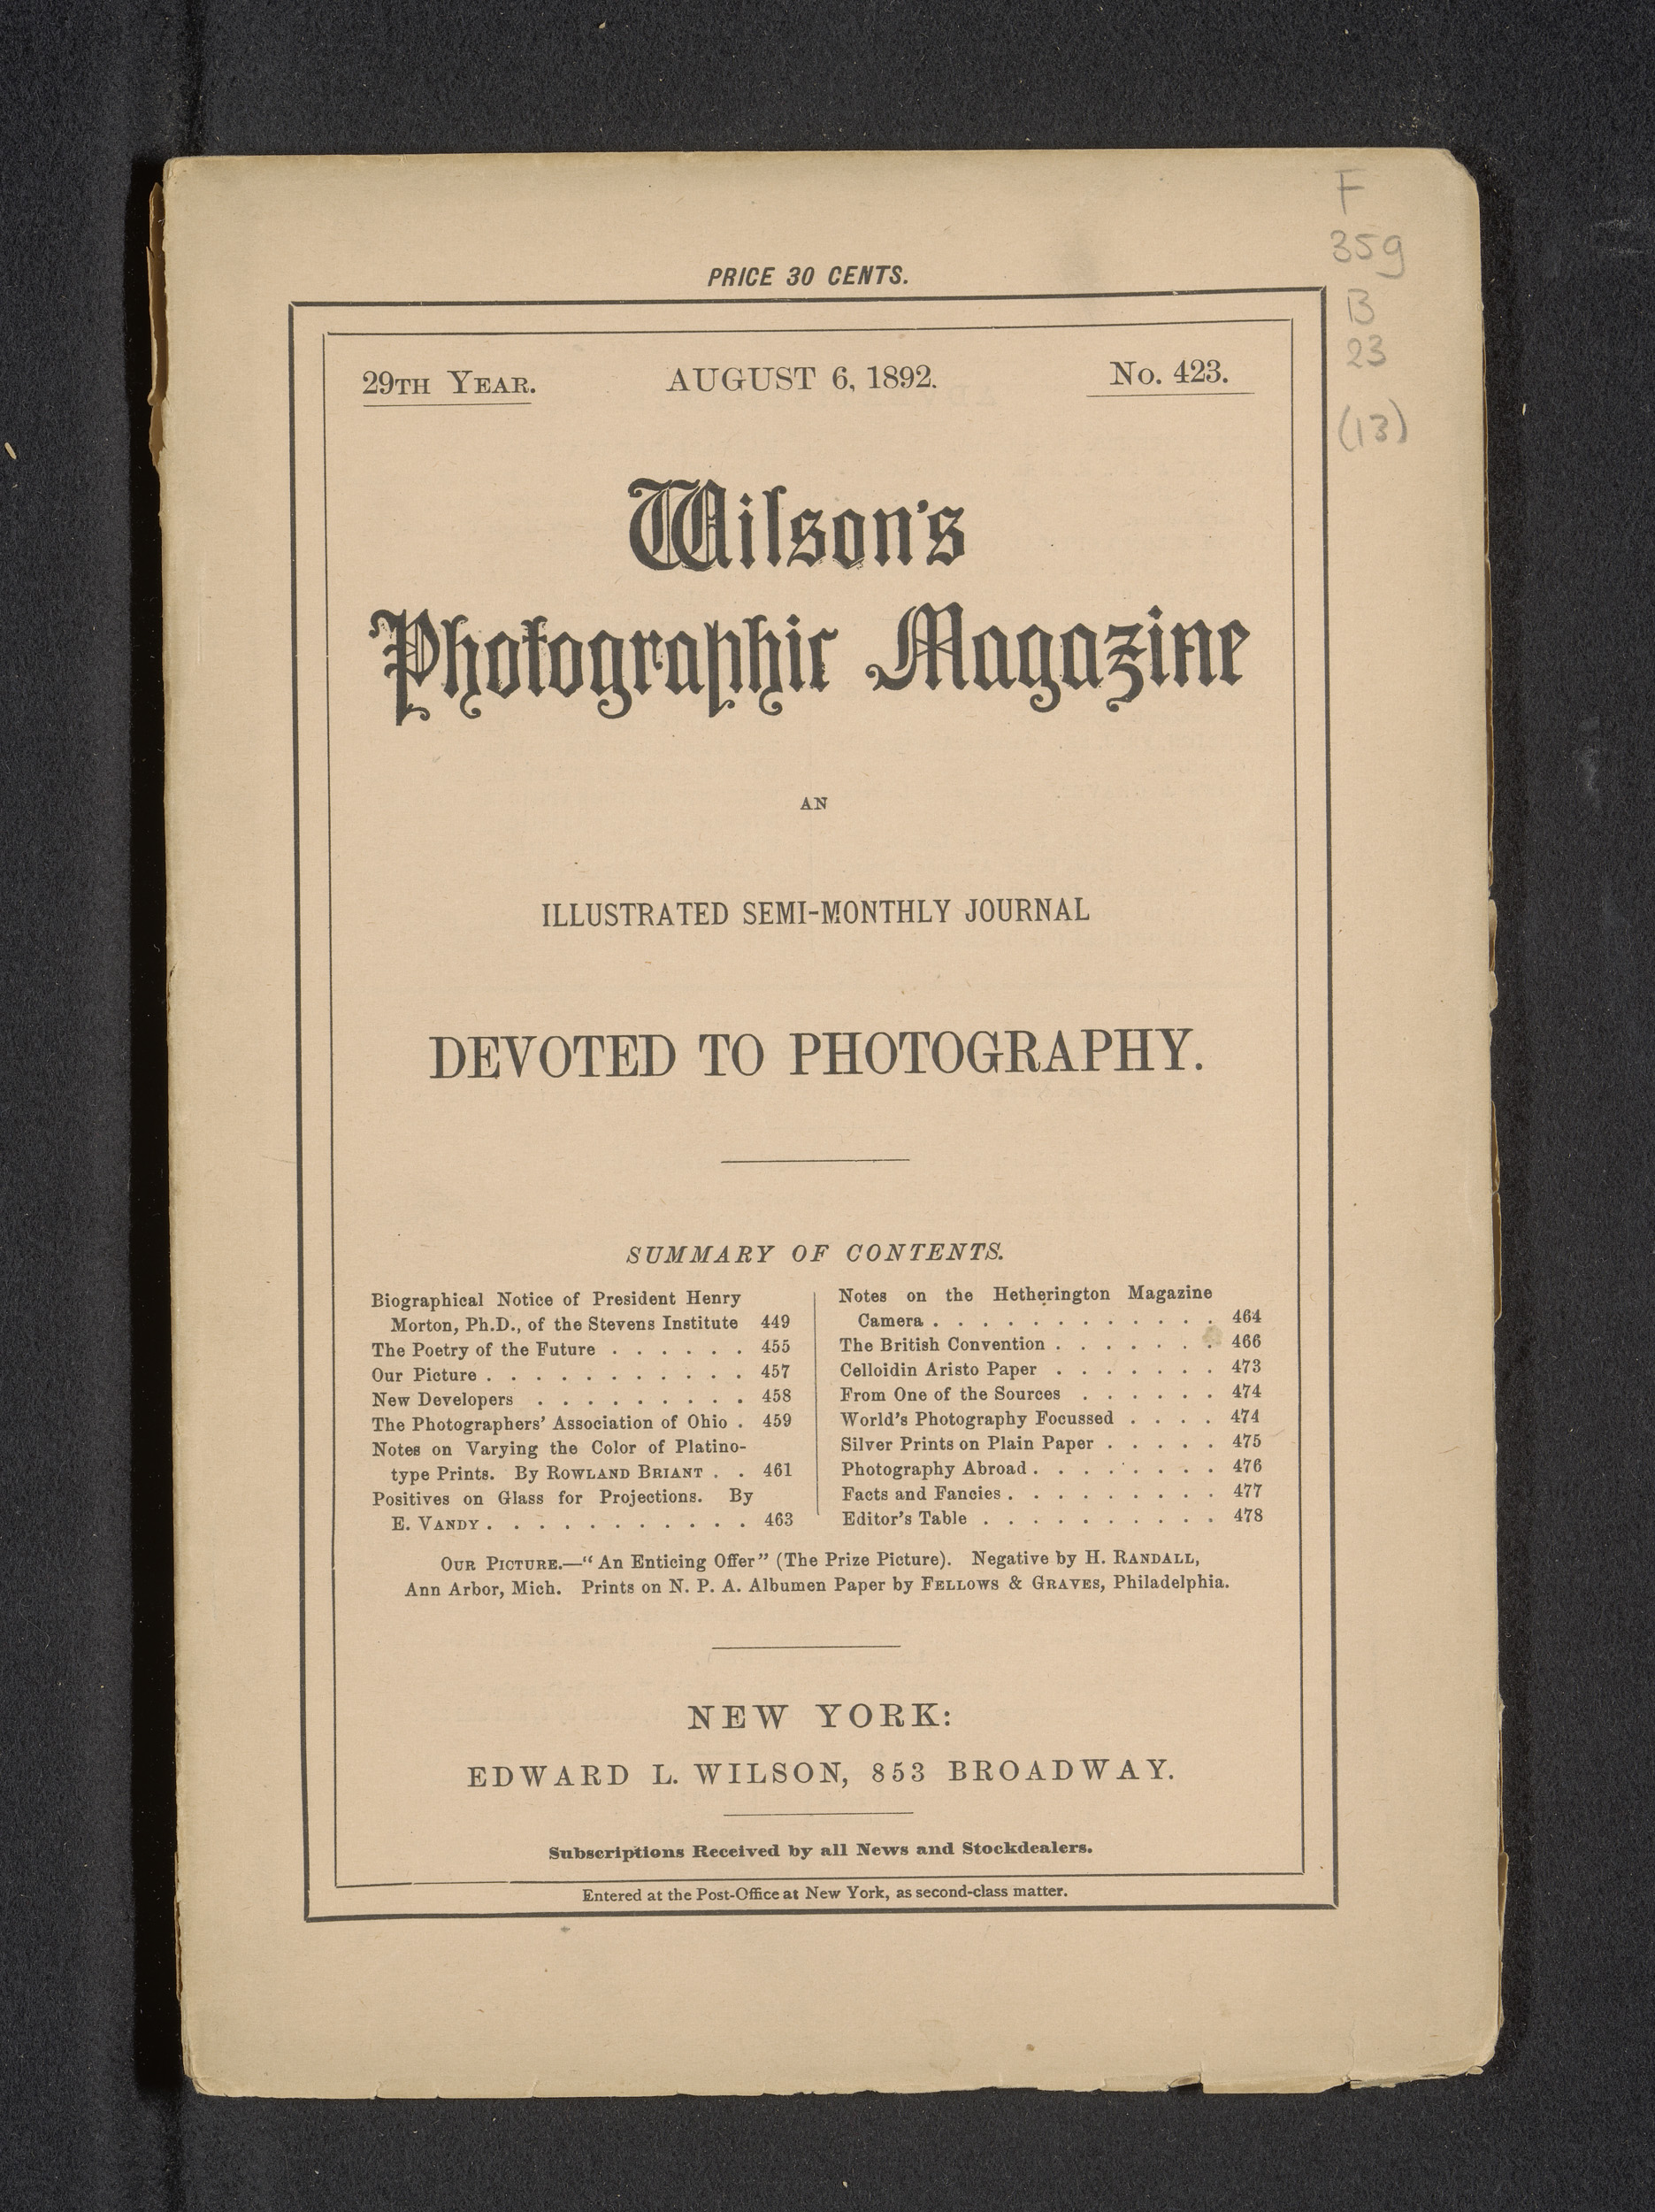 F
35g
B
23
(13)
PRICE 30 CENTS.
29TH YEAR. AUGUST 6, 1892. No. 423.
Wilson's
Photographic Magazine
AN
ILLUSTRATED SEMI-MONTHLY JOURNAL
DEVOTED TO PHOTOGRAPHY.
SUMMARY OF CONTENTS.
Biographical Notice of President Henry
Morton, Ph.D., of the Stevens Institute 449
The Poetry of the Future . . . . . . 455
Our Picture . . . . . . . . . . . 457
New Developers . . . . . . . . . 458
The Photographers' Association of Ohio . 459
Notes on Varying the Color of Platino-
type Prints. By ROWLAND BRIANT . . 461
Positives on Glass for Projections. By
E. VANDY . . . . . . . . . . . 463
Notes on the Hetherington Magazine
Camera . . . . . . . . . . . . 464
The British Convention . . . . . . . 466
Celloidin Aristo Paper . . . . . . . 473
From One of the Sources . . . . . . 474
World's Photography Focussed . . . . 474
Silver Prints on Plain Paper . . . . . 475
Photography Abroad . . . . . . . . 476
Facts and Fancies . . . . . . . . . 477
Editor's Table . . . . . . . . . . 478
OUR PICTURE.—"An Enticing Offer" (The Prize Picture). Negative by H. RANDALL,
Ann Arbor, Mich. Prints on N. P. A. Albumen Paper by FELLOWS & GRAVES, Philadelphia.
NEW YORK:
EDWARD L. WILSON, 853 BROADWAY.
Subscriptions Received by all News and Stockdealers.
Entered at the Post-Office at New York, as second-class matter.